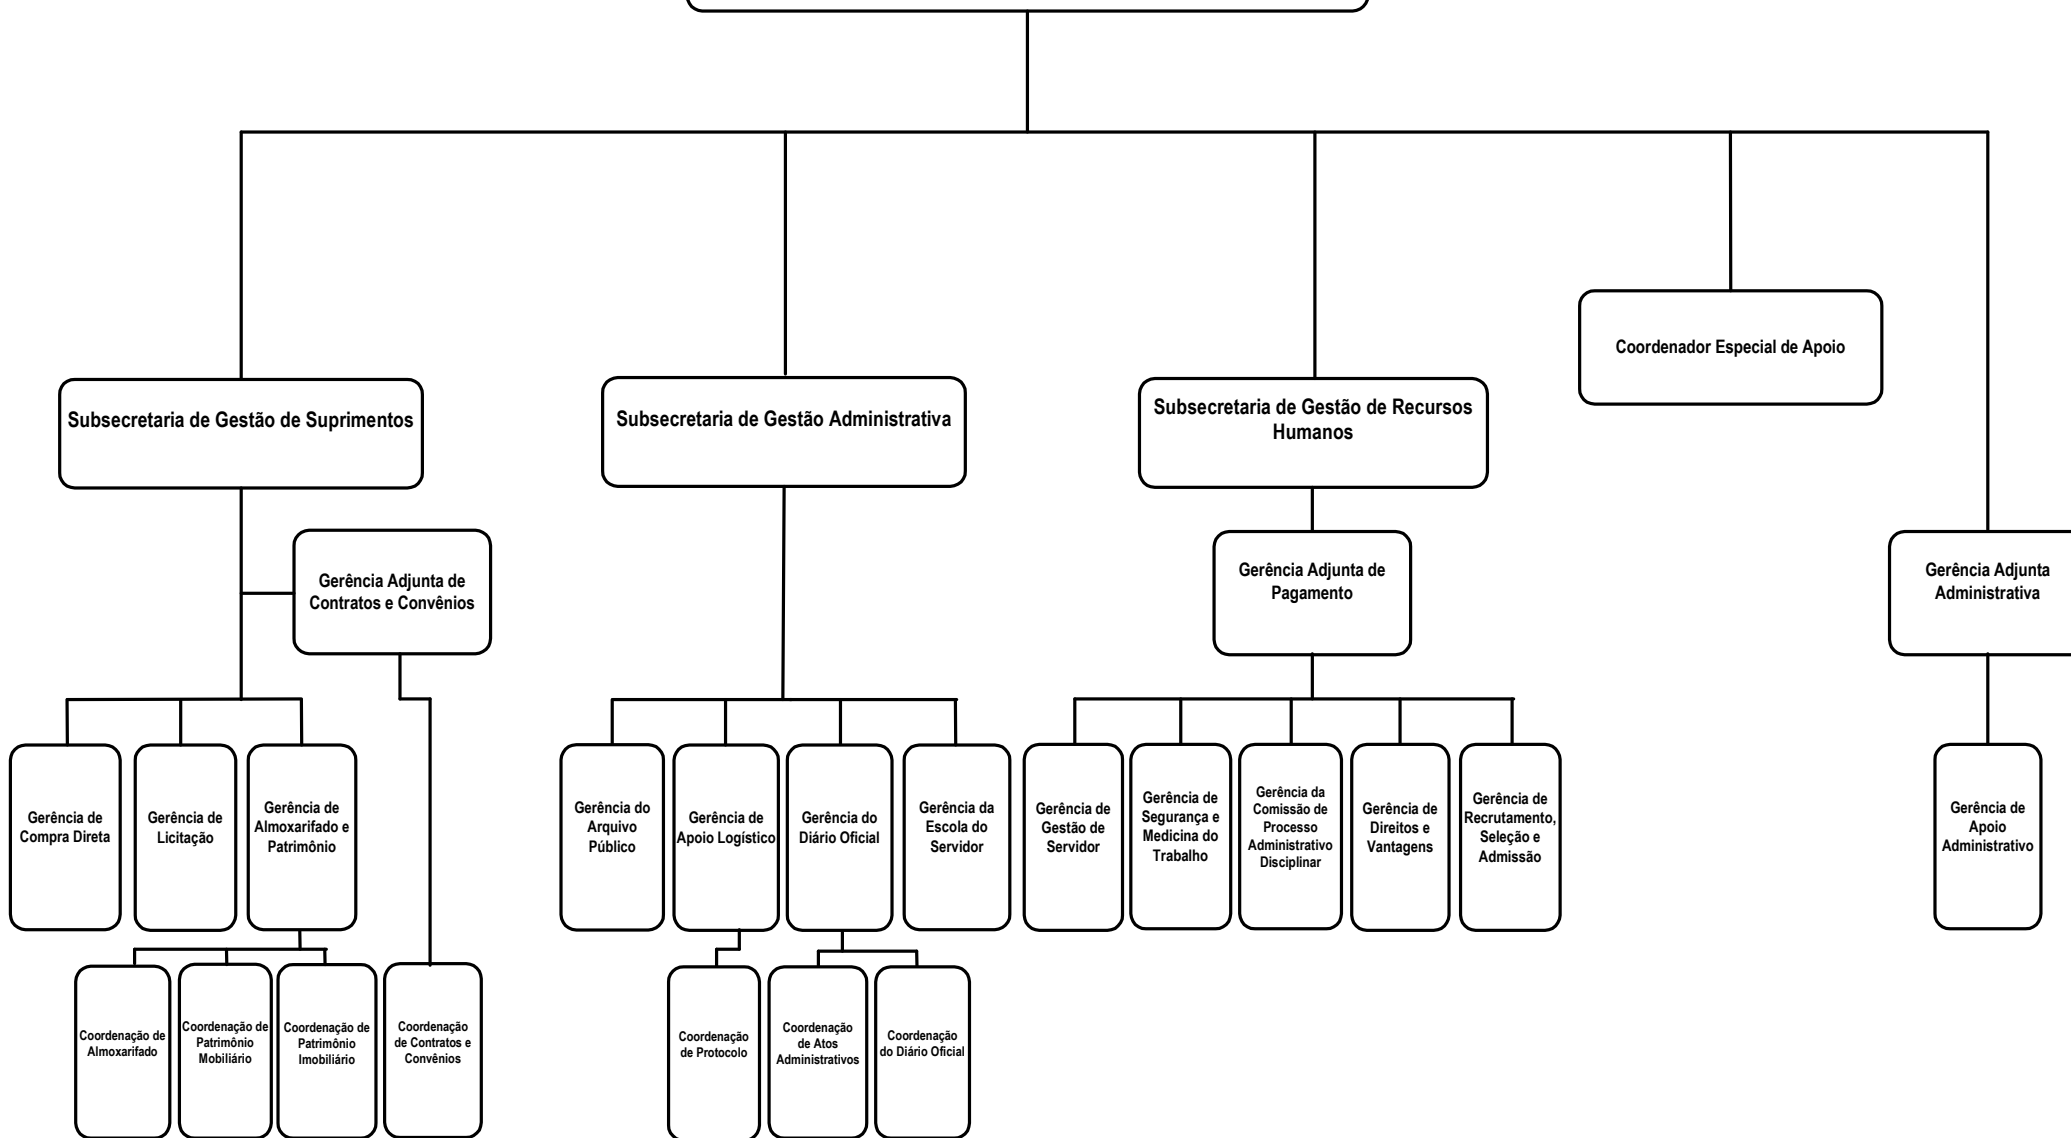 Coordenador Especial de Apoio
Subsecretaria de Gestão de Suprimentos
Subsecretaria de Gestão Administrativa
Subsecretaria de Gestão de Recursos
Humanos
Gerência Adjunta de
Contratos e Convênios
Gerência Adjunta de
Pagamento
Gerência Adjunta
Administrativa
Gerência de
Compra Direta
Gerência de
Licitação
Gerência de
Almoxarifado e
Patrimônio
Gerência do
Arquivo
Público
Gerência de
Apoio Logístico
Gerência do
Diário Oficial
Gerência da
Escola do
Servidor
Gerência de
Gestão de
Servidor
Gerência de
Segurança e
Medicina do
Trabalho
Gerência da
Comissão de
Processo
Administrativo
Disciplinar
Gerência de
Direitos e
Vantagens
Gerência de
Recrutamento,
Seleção e
Admissão
Gerência de
Apoio
Administrativo
Coordenação de
Almoxarifado
Coordenação de
Patrimônio
Mobiliário
Coordenação de
Patrimônio
Imobiliário
Coordenação
de Contratos e
Convênios
Coordenação
de Protocolo
Coordenação
de Atos
Administrativos
Coordenação
do Diário Oficial